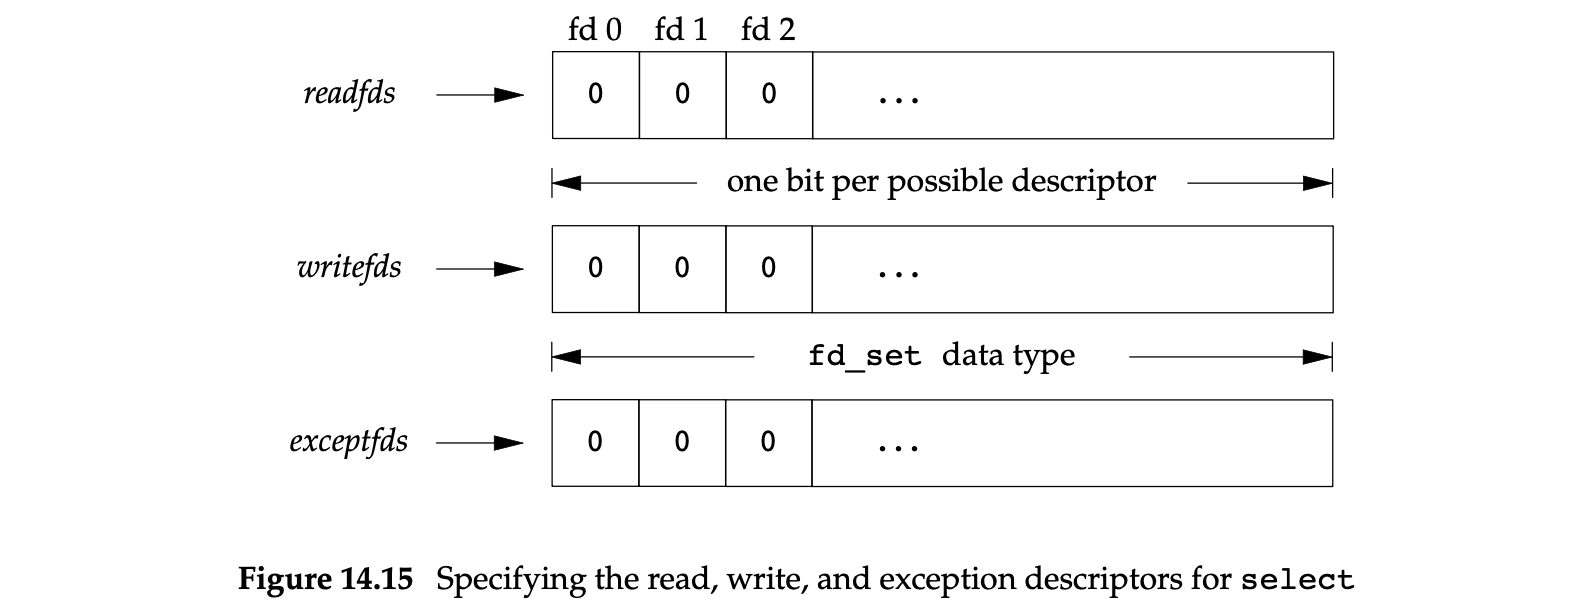 fd 0 fd 1 fd 2
readfds 0 0 0 ...
one bit per possible descriptor
writefds 0 0 0 ...
fd_set data type
exceptfds 0 0 0 ...
Figure 14.15 Specifying the read, write, and exception descriptors for select